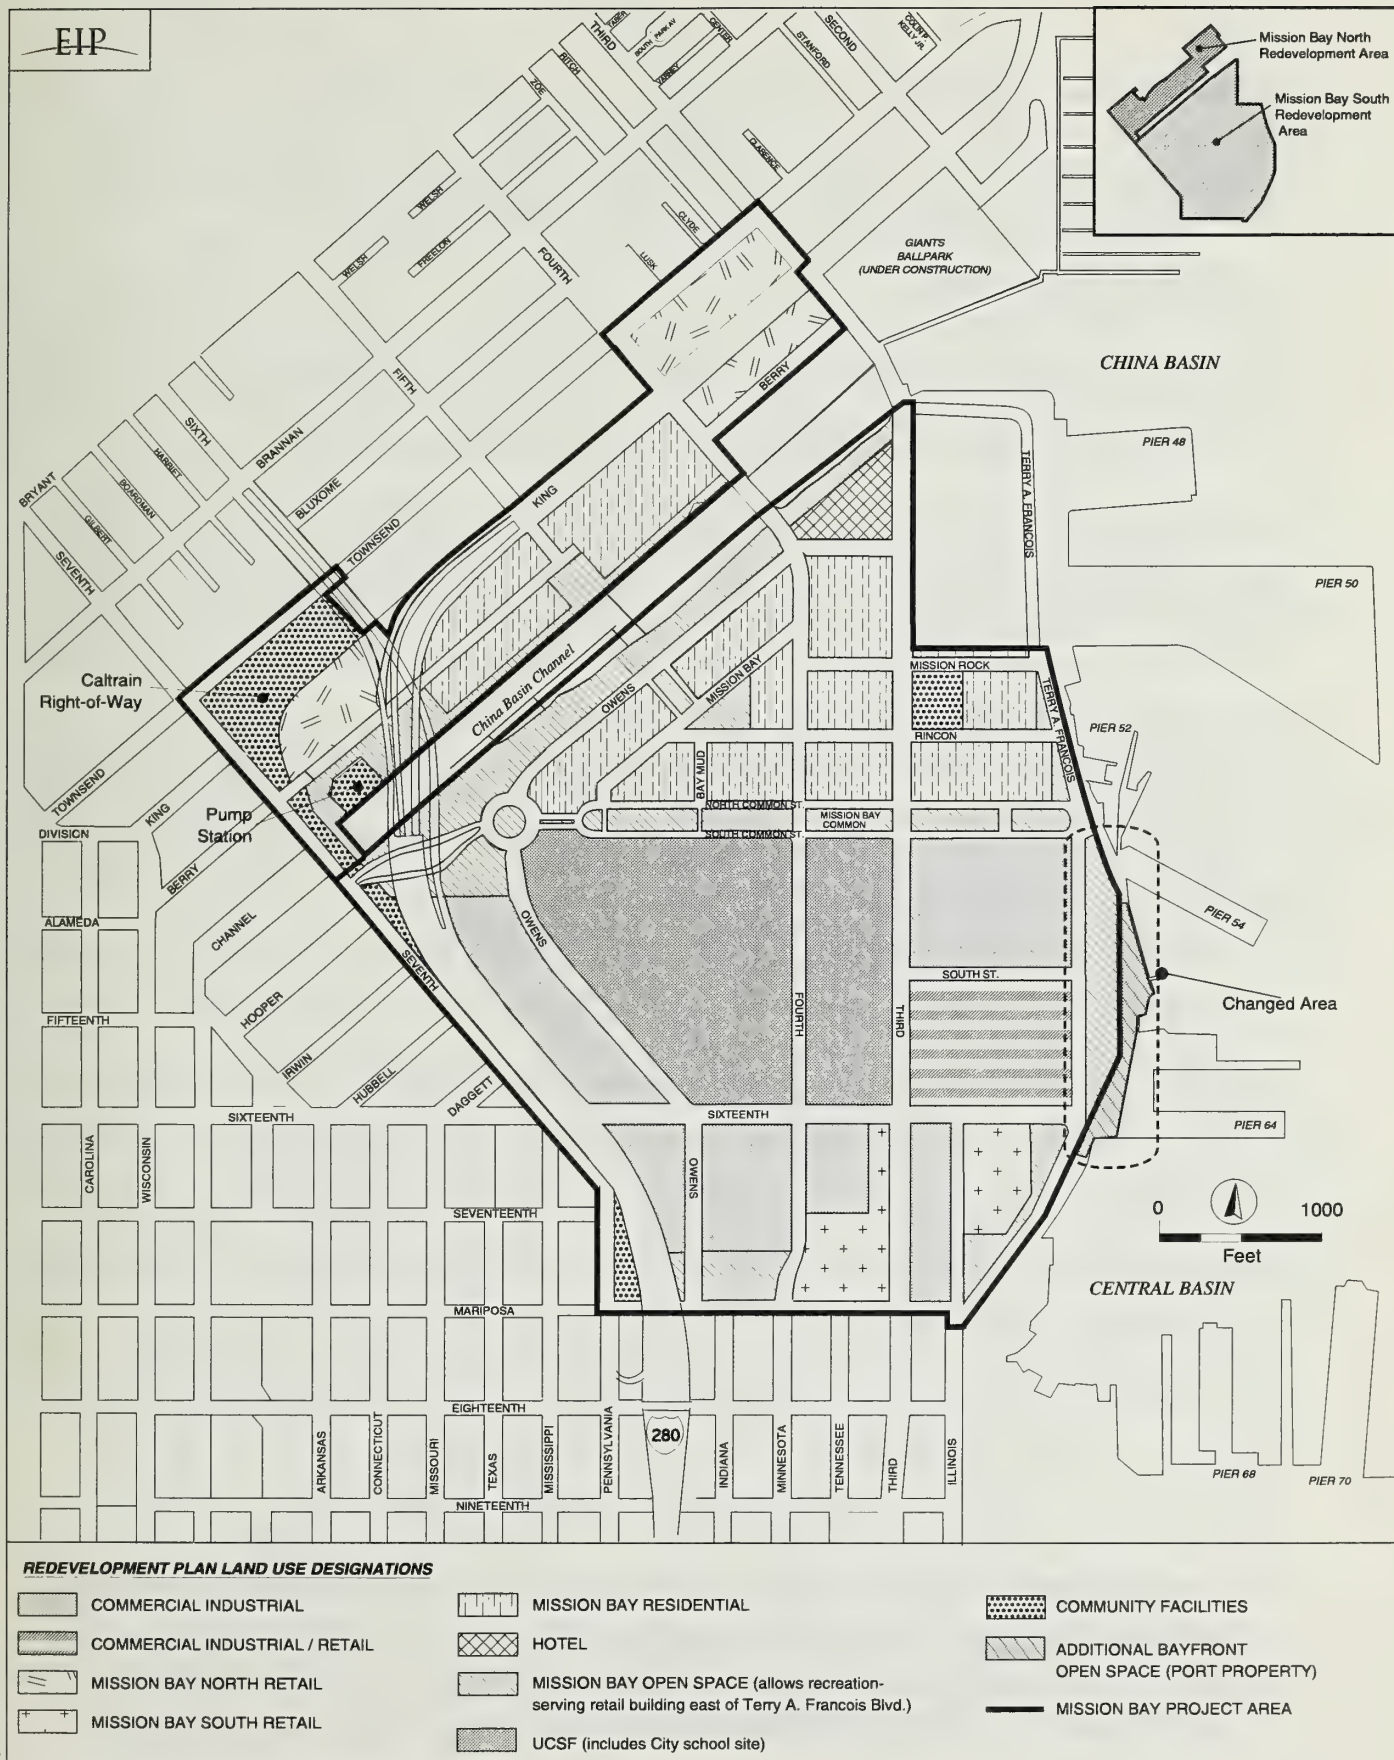 EIP
Mission Bay North
Redevelopment Area
Mission Bay South
Redevelopment
Area
TABER
THIRD
SOUTH PARK AV
CENTER
SECOND
COLIN P.
KELLY JR.
STANFORD
VARNEY
RITCH
ZOE
CLARENCE
WELSH
CLYDE
FREELON
WELSH
LUSK
FOURTH
GIANTS
BALLPARK
(UNDER CONSTRUCTION)
CHINA BASIN
FIFTH
BERRY
SIXTH
BRANNAN
HARRIET
BOARDMAN
BRYANT
GILBERT
BLUXOME
KING
TOWNSEND
SEVENTH
PIER 48
TERRY A. FRANCOIS
PIER 50
Caltrain
Right-of-Way
China Basin Channel
MISSION ROCK
OWENS
MISSION BAY
TERRY A. FRANCOIS
PIER 52
RINCON
BAY MUD
NORTH COMMON ST.
MISSION BAY
COMMON
SOUTH COMMON ST.
TOWNSEND
KING
Pump
Station
DIVISION
BERRY
ALAMEDA
CHANNEL
OWENS
SEVENTH
PIER 54
SOUTH ST.
Changed Area
FOURTH
THIRD
FIFTEENTH
HOOPER
IRWIN
HUBBELL
DAGGETT
SIXTEENTH
SIXTEENTH
PIER 64
CAROLINA
WISCONSIN
OWENS
SEVENTEENTH
0
1000
Feet
CENTRAL BASIN
MARIPOSA
EIGHTEENTH
280
ARKANSAS
CONNECTICUT
MISSOURI
TEXAS
MISSISSIPPI
PENNSYLVANIA
INDIANA
MINNESOTA
TENNESSEE
THIRD
ILLINOIS
PIER 68
PIER 70
NINETEENTH
REDEVELOPMENT PLAN LAND USE DESIGNATIONS
COMMERCIAL INDUSTRIAL
COMMERCIAL INDUSTRIAL / RETAIL
MISSION BAY NORTH RETAIL
MISSION BAY SOUTH RETAIL
MISSION BAY RESIDENTIAL
HOTEL
MISSION BAY OPEN SPACE (allows recreation-
serving retail building east of Terry A. Francois Blvd.)
UCSF (includes City school site)
COMMUNITY FACILITIES
ADDITIONAL BAYFRONT
OPEN SPACE (PORT PROPERTY)
MISSION BAY PROJECT AREA